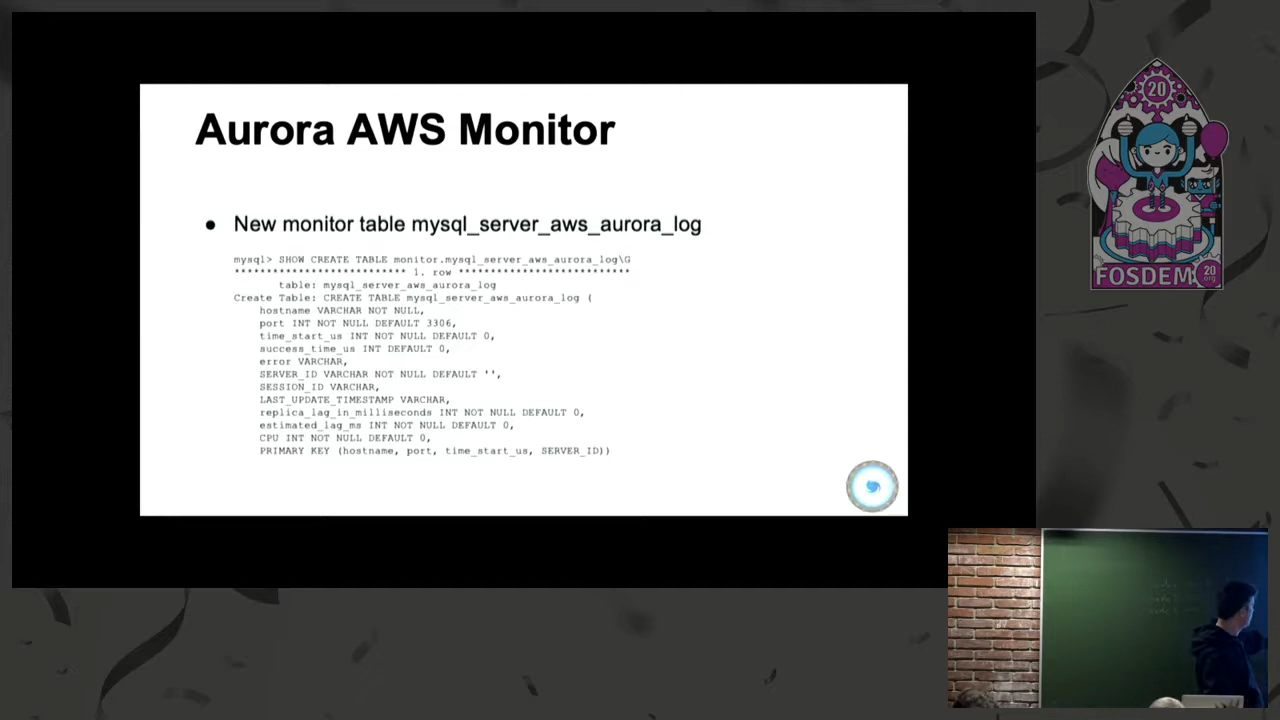 Aurora AWS Monitor
● New monitor table mysql_server_aws_aurora_log
mysql> SHOW CREATE TABLE monitor.mysql_server_aws_aurora_log\G
*************************** 1. row ***************************
table: mysql_server_aws_aurora_log
Create Table: CREATE TABLE mysql_server_aws_aurora_log (
hostname VARCHAR NOT NULL,
port INT NOT NULL DEFAULT 3306,
time_start_us INT NOT NULL DEFAULT 0,
success_time_us INT DEFAULT 0,
error VARCHAR,
SERVER_ID VARCHAR NOT NULL DEFAULT '',
SESSION_ID VARCHAR,
LAST_UPDATE_TIMESTAMP VARCHAR,
replica_lag_in_milliseconds INT NOT NULL DEFAULT 0,
estimated_lag_ms INT NOT NULL DEFAULT 0,
CPU INT NOT NULL DEFAULT 0,
PRIMARY KEY (hostname, port, time_start_us, SERVER_ID))
20
FOSDEM
20
.org